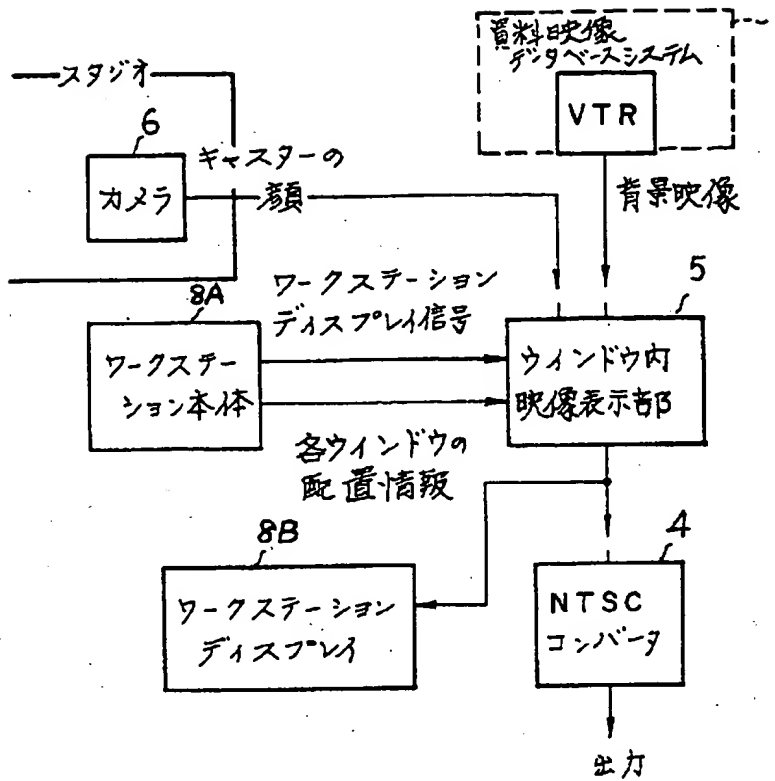 資料映像
データベースシステム
VTR
スタジオ
6
カメラ
キャスターの
顔
背景映像
8A
ワークステーション
ディスプレイ信号
5
ワークステー
ション本体
ウィンドウ内
映像表示部
各ウィンドウの
配置情報
8B
ワークステーション
ディスプレイ
4
NTSC
コンバータ
出力